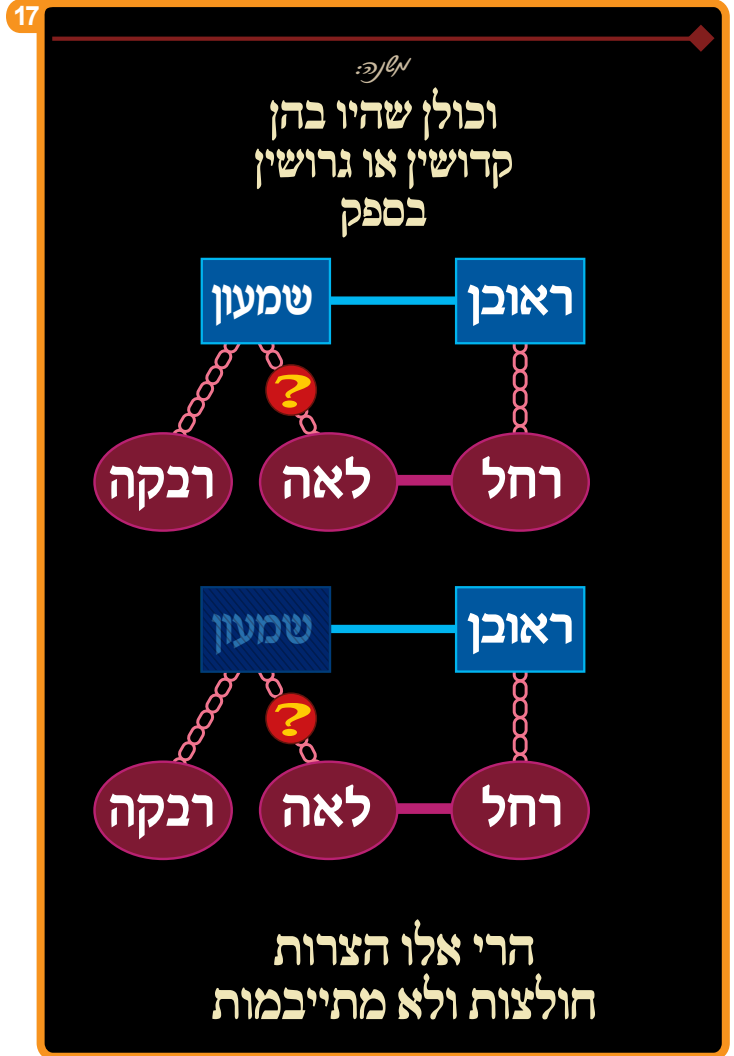 17
משנה:
וכולן שהיו בהן
קדושין או גרושין
בספק
ראובן שמעון
?
רחל לאה רבקה
ראובן שמעון
?
רחל לאה רבקה
הרי אלו הצרות
חולצות ולא מתייבמות